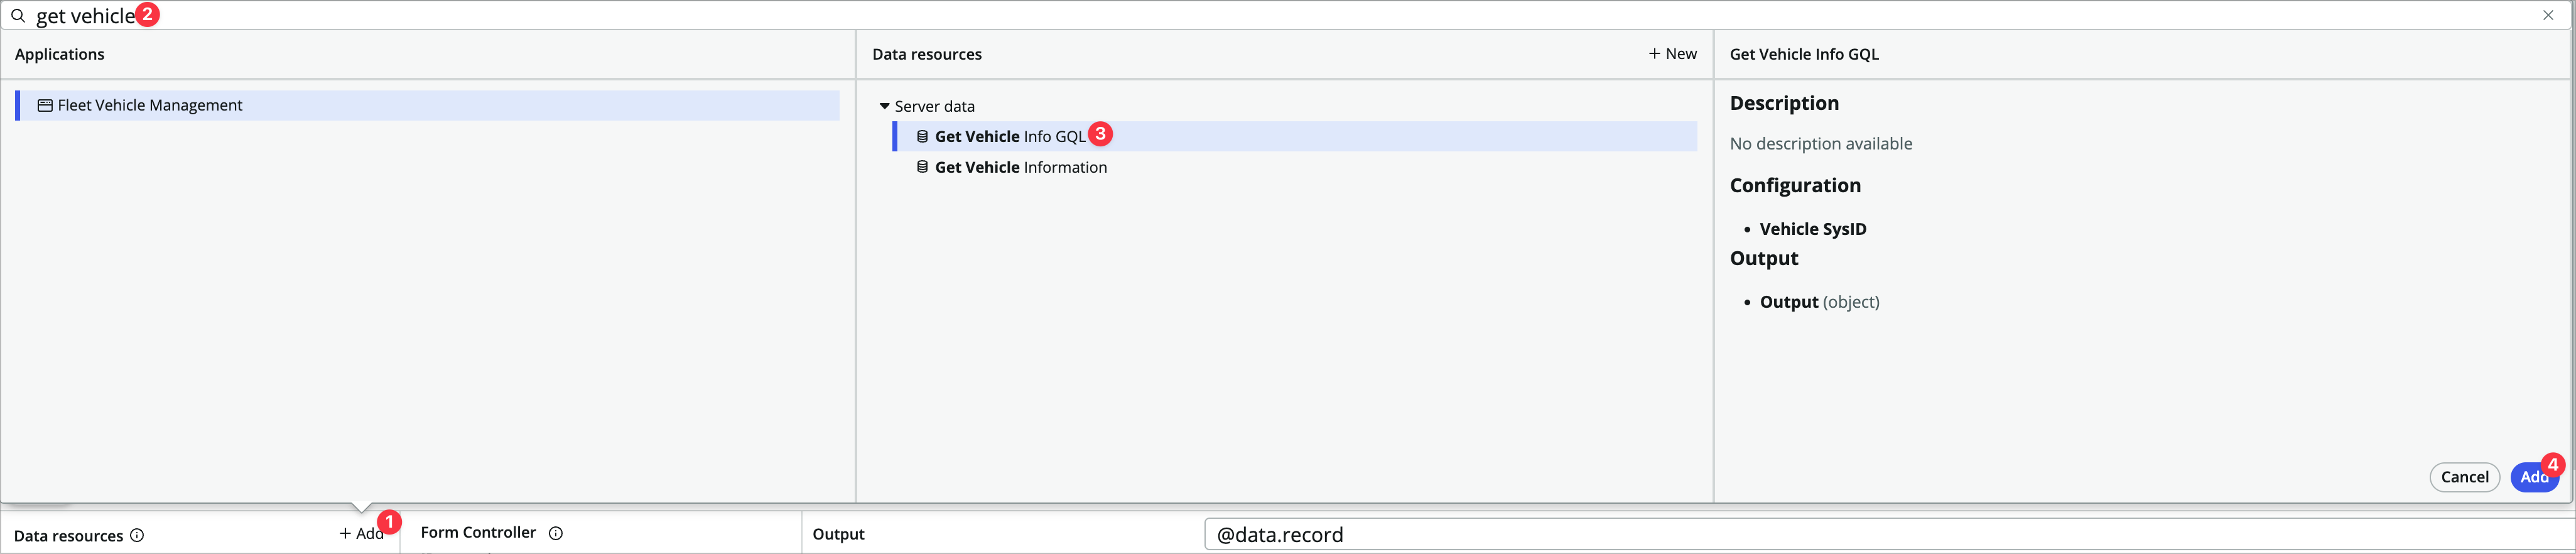 get vehicle 2
Applications
Data resources
+ New
Get Vehicle Info GQL
Fleet Vehicle Management
Server data
Get Vehicle Info GQL 3
Get Vehicle Information
Description
No description available
Configuration
• Vehicle SysID
Output
• Output (object)
Cancel
Add 4
Data resources
+ Add 1
Form Controller
Output
@data.record